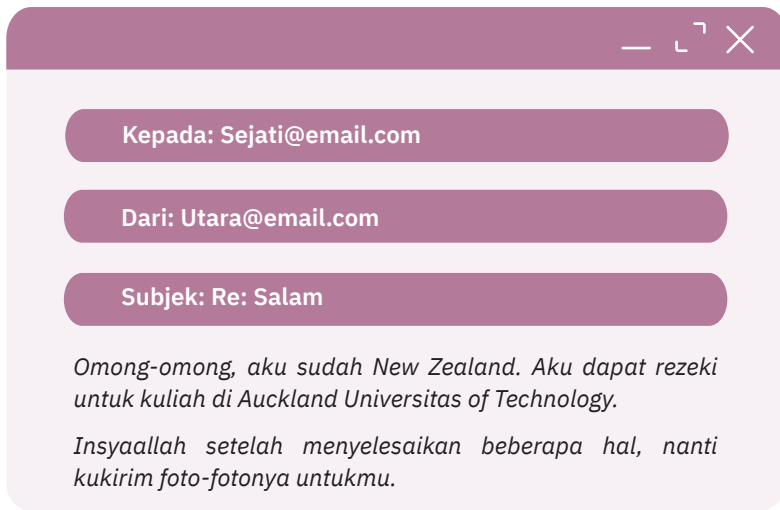 Kepada: Sejati@email.com
Dari: Utara@email.com
Subjek: Re: Salam
Omong-omong, aku sudah New Zealand. Aku dapat rezeki
untuk kuliah di Auckland Universitas of Technology.
Insyaallah setelah menyelesaikan beberapa hal, nanti
kukirim foto-fotonya untukmu.